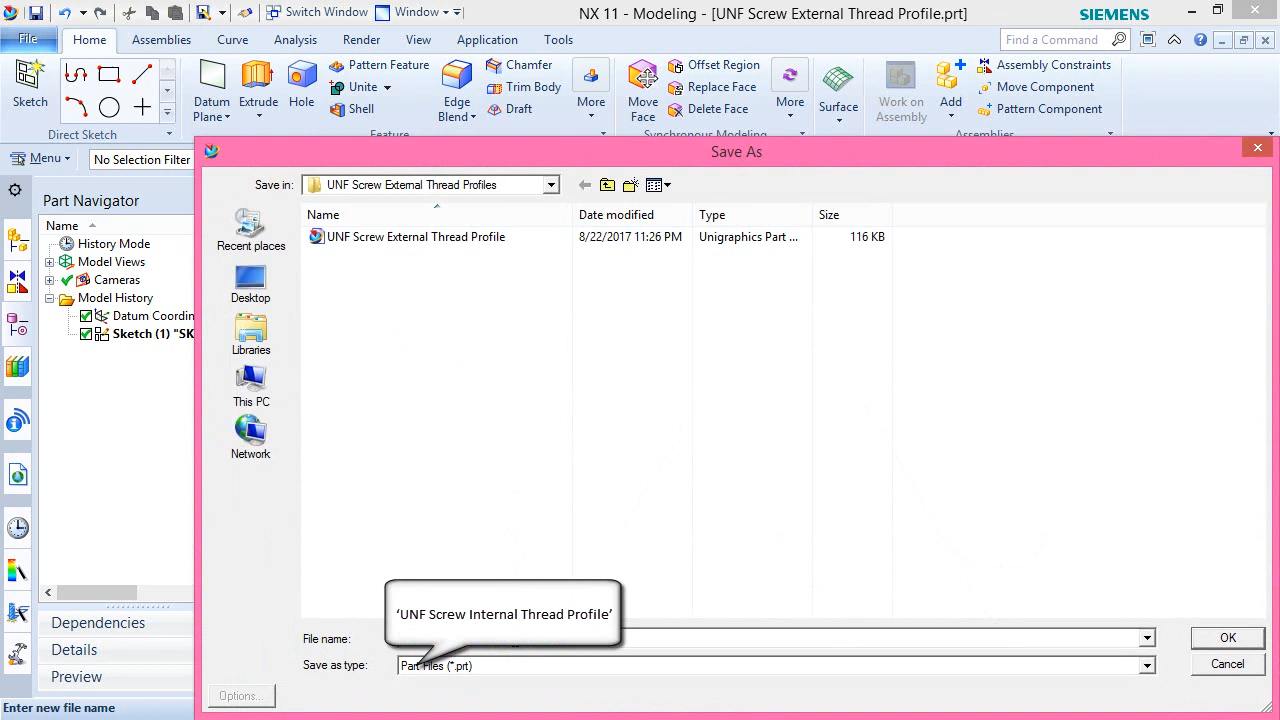 Switch Window
Window
NX 11 - Modeling - [UNF Screw External Thread Profile.prt]
SIEMENS
File
Home
Assemblies
Curve
Analysis
Render
View
Application
Tools
Find a Command
Sketch
Direct Sketch
Datum
Plane
Extrude
Hole
Pattern Feature
Unite
Shell
Edge
Blend
Chamfer
Trim Body
Draft
More
Feature
Move
Face
Offset Region
Replace Face
Delete Face
More
Synchronous Modeling
Surface
Work on
Assembly
Add
Assembly Constraints
Move Component
Pattern Component
Assemblies
Menu
No Selection Filter
Save As
Part Navigator
Name
History Mode
Model Views
Cameras
Model History
Datum Coordin
Sketch (1) "SK
Dependencies
Details
Preview
Enter new file name
Save in:
UNF Screw External Thread Profiles
Recent places
Desktop
Libraries
This PC
Network
Name
Date modified
Type
Size
UNF Screw External Thread Profile
8/22/2017 11:26 PM
Unigraphics Part ...
116 KB
‘UNF Screw Internal Thread Profile’
File name:
OK
Save as type:
Part Files (*.prt)
Cancel
Options...